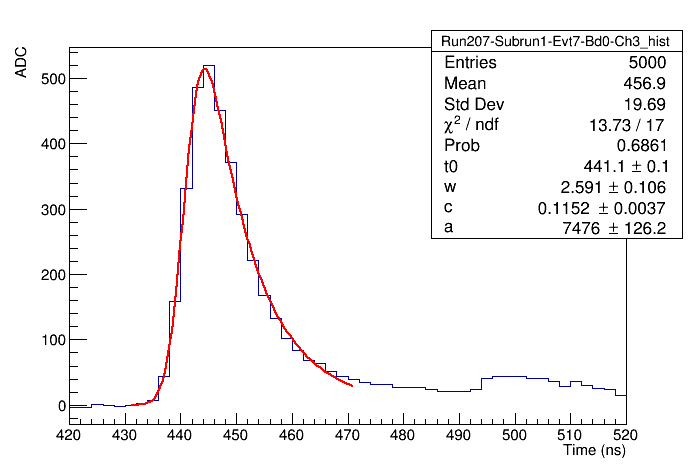 Run207-Subrun1-Evt7-Bd0-Ch3_hist
Entries 5000
Mean 456.9
Std Dev 19.69
χ² / ndf 13.73 / 17
Prob 0.6861
t0 441.1 ± 0.1
w 2.591 ± 0.106
c 0.1152 ± 0.0037
a 7476 ± 126.2
ADC
500
400
300
200
100
0
420 430 440 450 460 470 480 490 500 510 520
Time (ns)